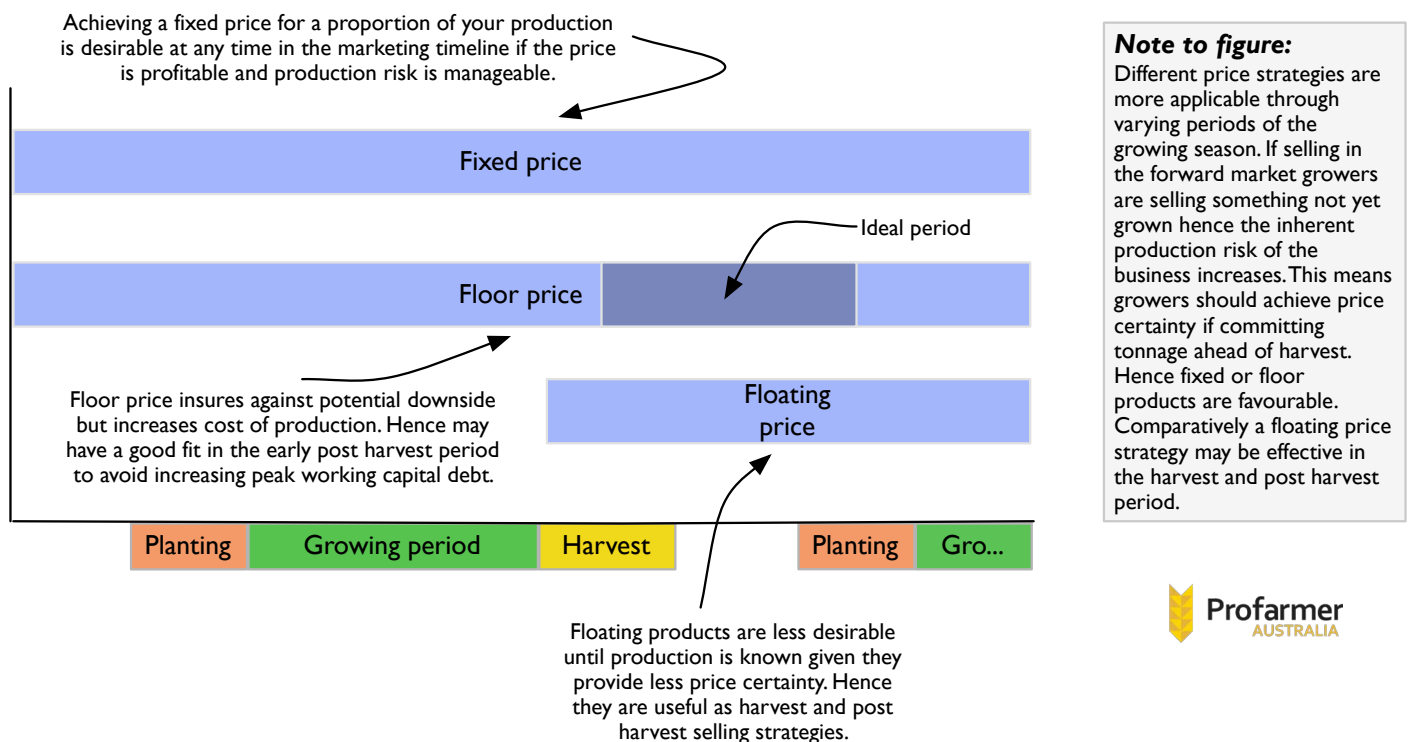 Achieving a fixed price for a proportion of your production
is desirable at any time in the marketing timeline if the price
is profitable and production risk is manageable.
Fixed price
Ideal period
Floor price
Floor price insures against potential downside
but increases cost of production. Hence may
have a good fit in the early post harvest period
to avoid increasing peak working capital debt.
Floating
price
Planting
Growing period
Harvest
Planting
Gro...
Floating products are less desirable
until production is known given they
provide less price certainty. Hence
they are useful as harvest and post
harvest selling strategies.
Note to figure:
Different price strategies are
more applicable through
varying periods of the
growing season. If selling in
the forward market growers
are selling something not yet
grown hence the inherent
production risk of the
business increases. This means
growers should achieve price
certainty if committing
tonnage ahead of harvest.
Hence fixed or floor
products are favourable.
Comparatively a floating price
strategy may be effective in
the harvest and post harvest
period.
Profarmer
AUSTRALIA